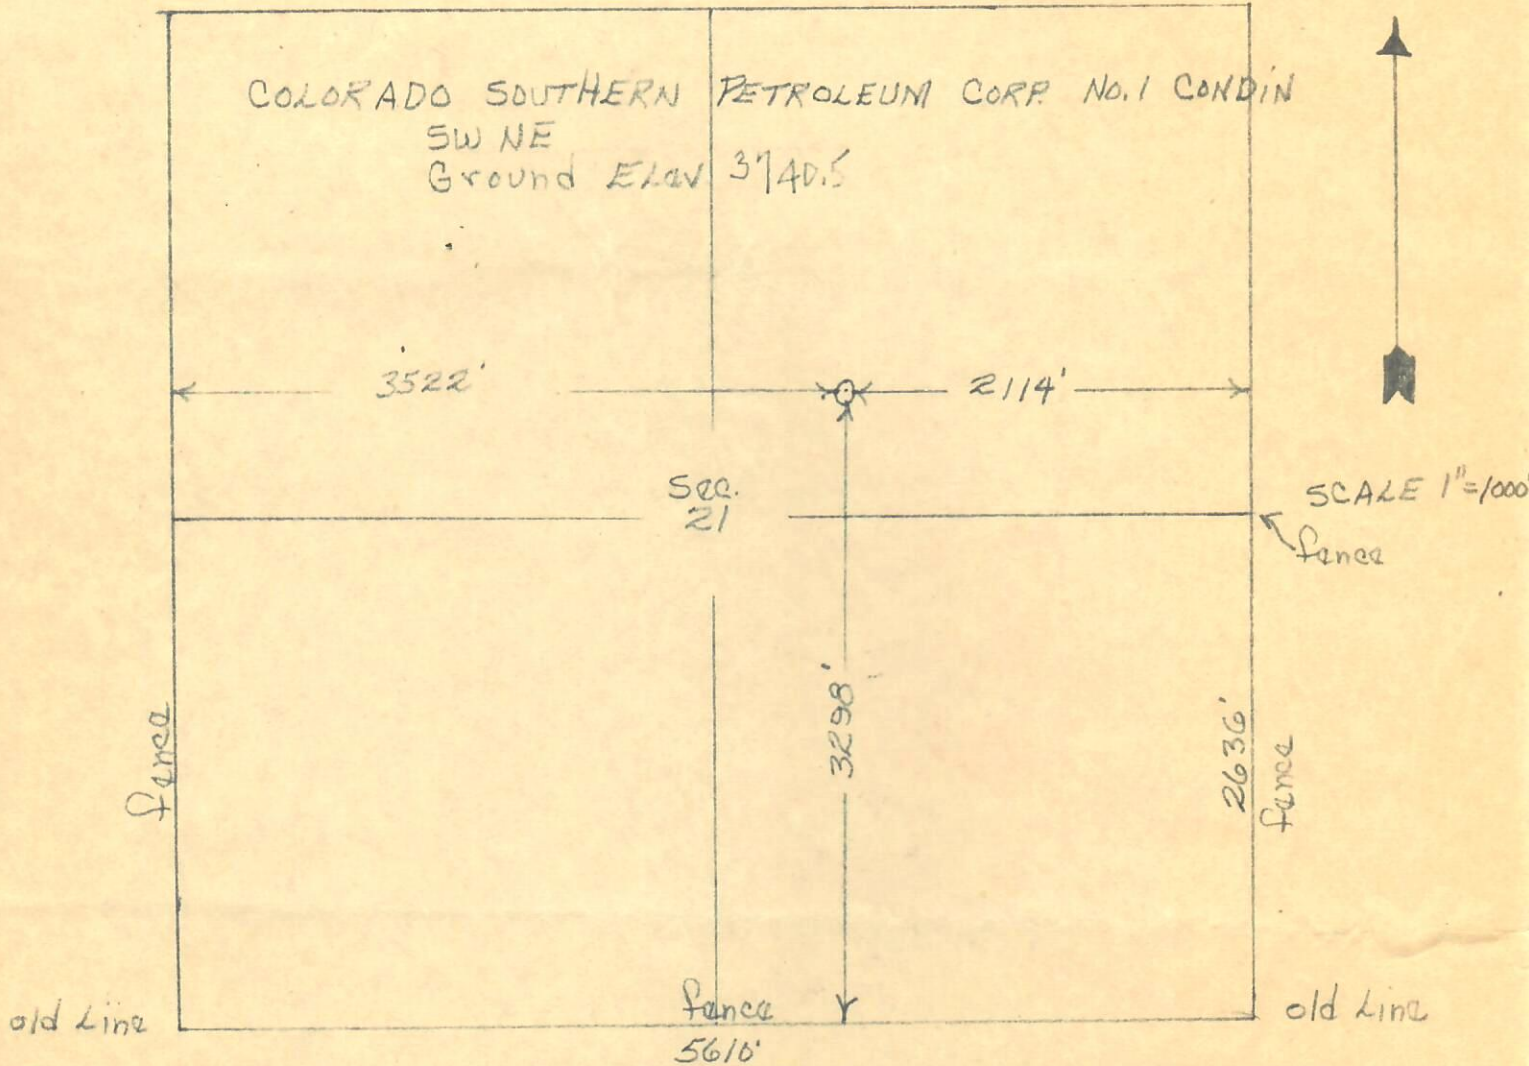 COLORADO SOUTHERN PETROLEUM CORP. No. 1 CONDIN
SW NE
Ground Elev 3740.5
3522'
2114'
Sec.
21
SCALE 1"=1000'
fence
3298'
2636'
fence
fence
fence
old Line
old Line
5610'